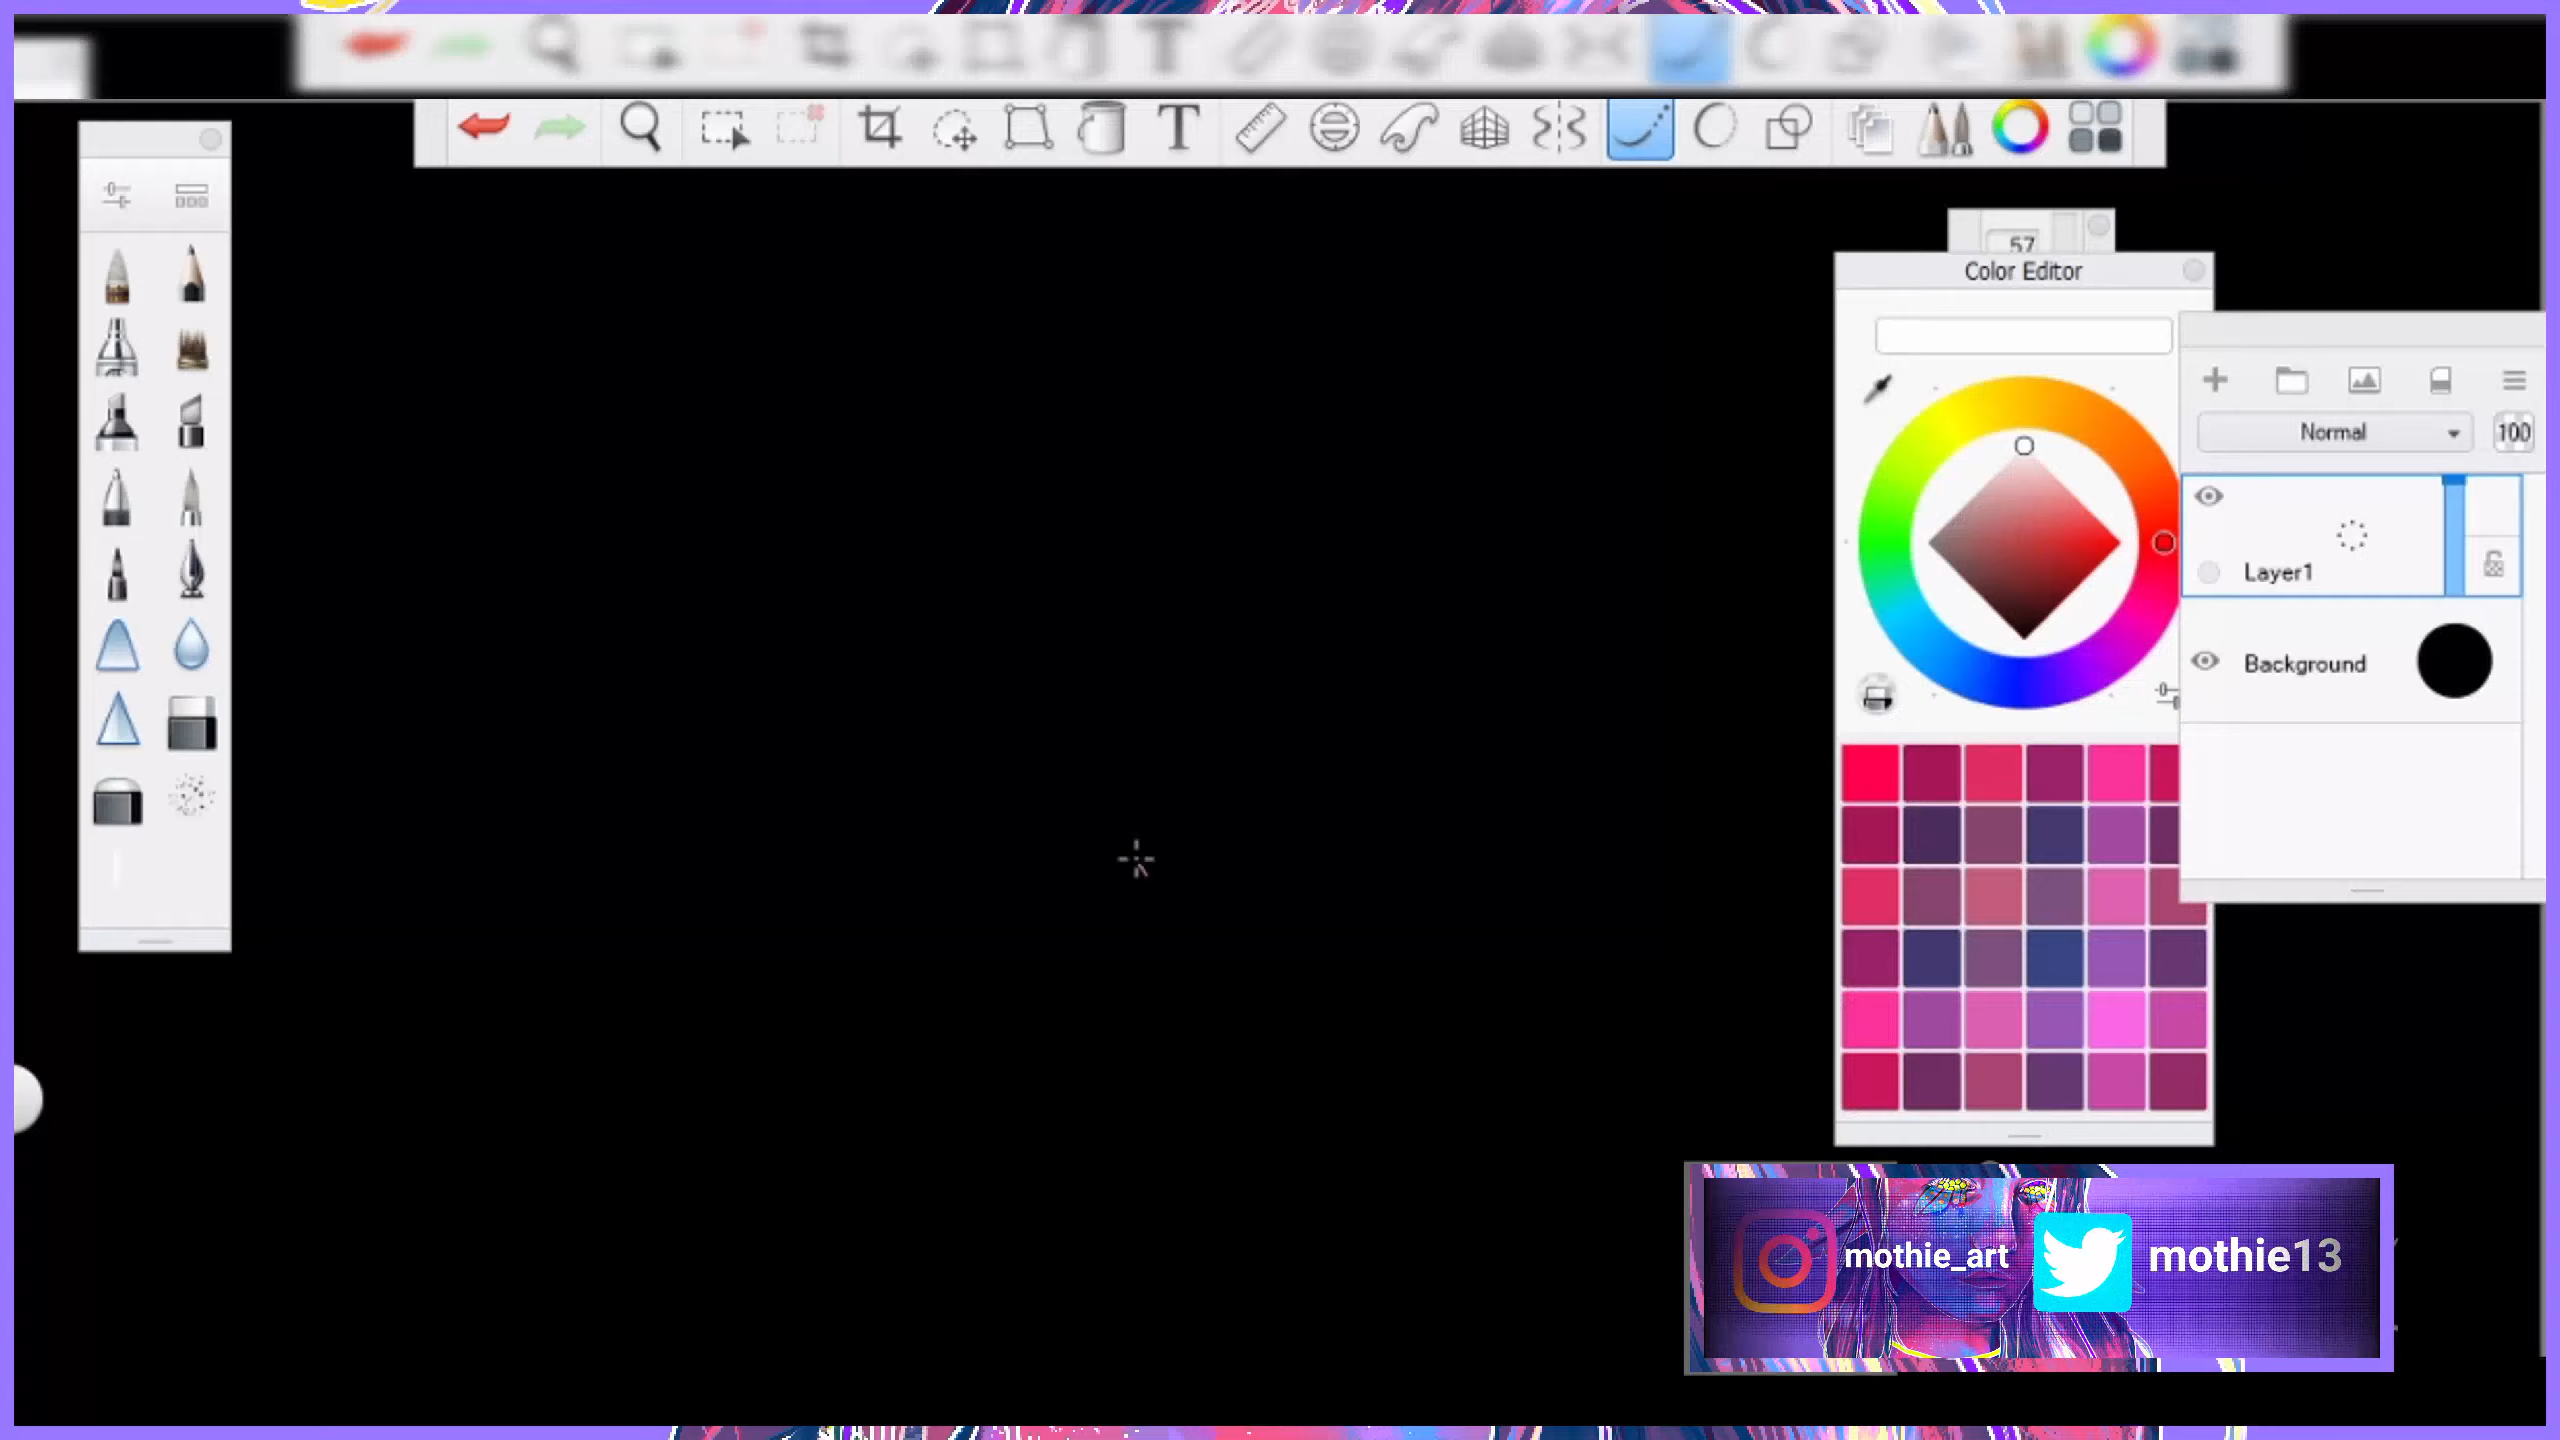 T
T
57
Color Editor
Normal
100
Layer1
Background
mothie_art
mothie13